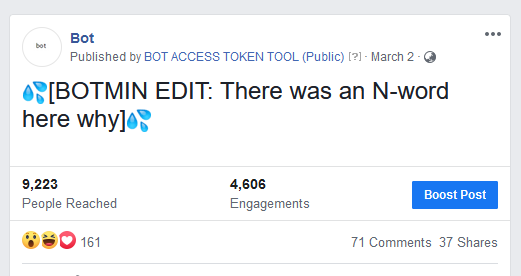 bot
Bot
Published by BOT ACCESS TOKEN TOOL (Public) [?] · March 2 ·
💦[BOTMIN EDIT: There was an N-word
here why]💦
9,223
4,606
People Reached
Engagements
Boost Post
161
71 Comments 37 Shares